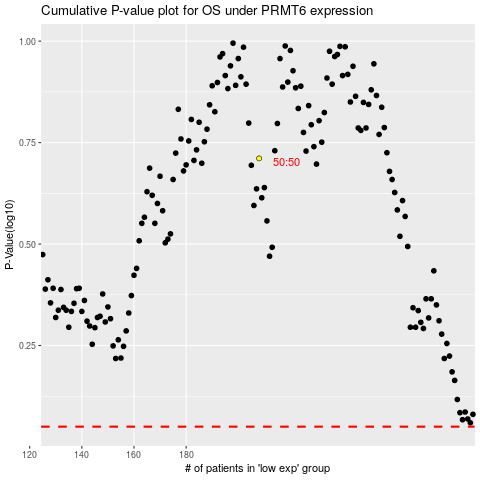 Cumulative P-value plot for OS under PRMT6 expression
P-Value(log10)
1.00
0.75
0.50
0.25
50:50
120 140 160 180
# of patients in 'low exp' group